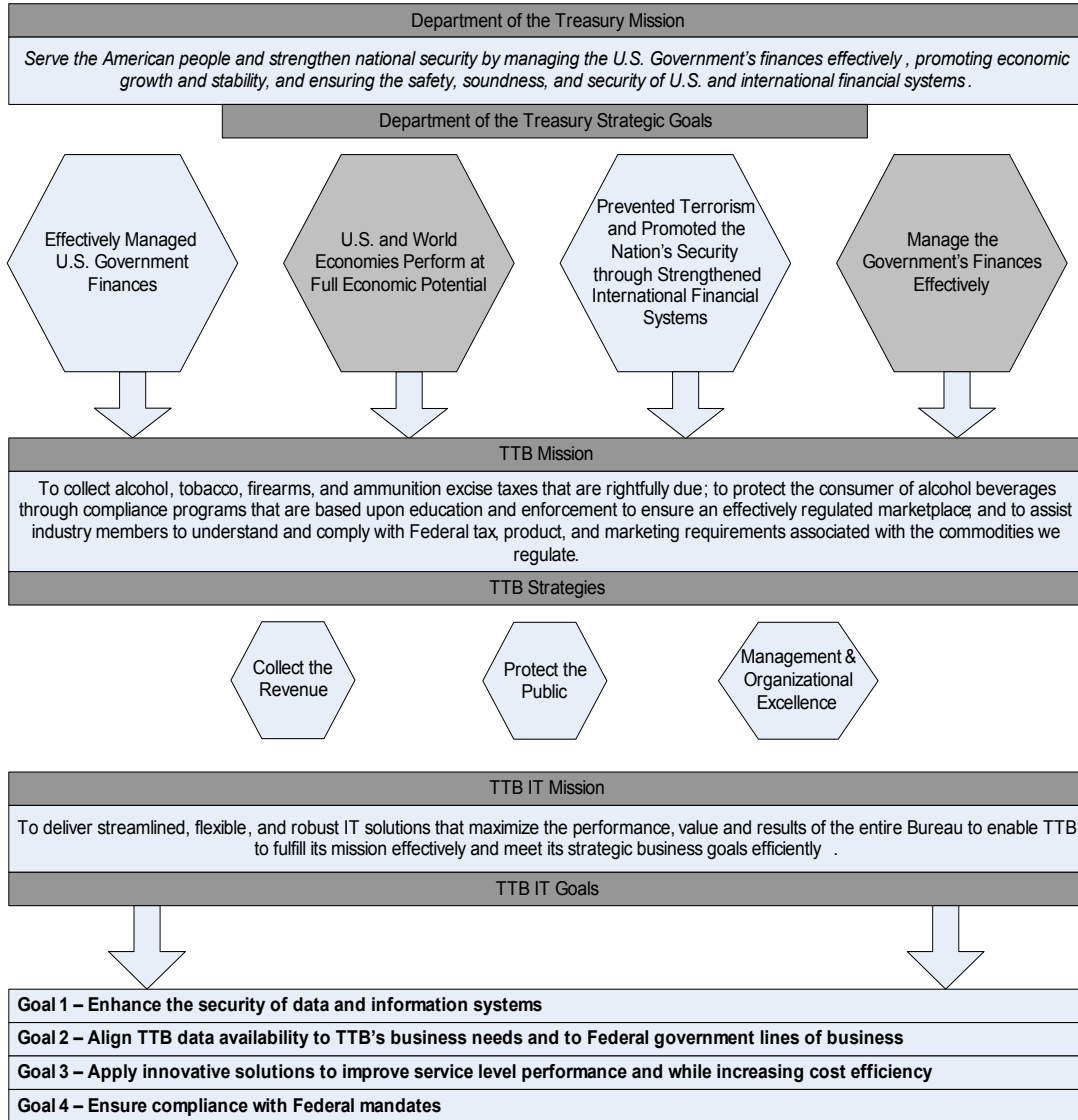 Department of the Treasury Mission
Serve the American people and strengthen national security by managing the U.S. Government's finances effectively , promoting economic
growth and stability, and ensuring the safety, soundness, and security of U.S. and international financial systems .
Department of the Treasury Strategic Goals
Effectively Managed
U.S. Government
Finances
U.S. and World
Economies Perform at
Full Economic Potential
Prevented Terrorism
and Promoted the
Nation's Security
through Strengthened
International Financial
Systems
Manage the
Government's Finances
Effectively
TTB Mission
To collect alcohol, tobacco, firearms, and ammunition excise taxes that are rightfully due; to protect the consumer of alcohol beverages
through compliance programs that are based upon education and enforcement to ensure an effectively regulated marketplace; and to assist
industry members to understand and comply with Federal tax, product, and marketing requirements associated with the commodities we
regulate.
TTB Strategies
Collect the
Revenue
Protect the
Public
Management &
Organizational
Excellence
TTB IT Mission
To deliver streamlined, flexible, and robust IT solutions that maximize the performance, value and results of the entire Bureau to enable TTB
to fulfill its mission effectively and meet its strategic business goals efficiently .
TTB IT Goals
Goal 1 – Enhance the security of data and information systems
Goal 2 – Align TTB data availability to TTB's business needs and to Federal government lines of business
Goal 3 – Apply innovative solutions to improve service level performance and while increasing cost efficiency
Goal 4 – Ensure compliance with Federal mandates